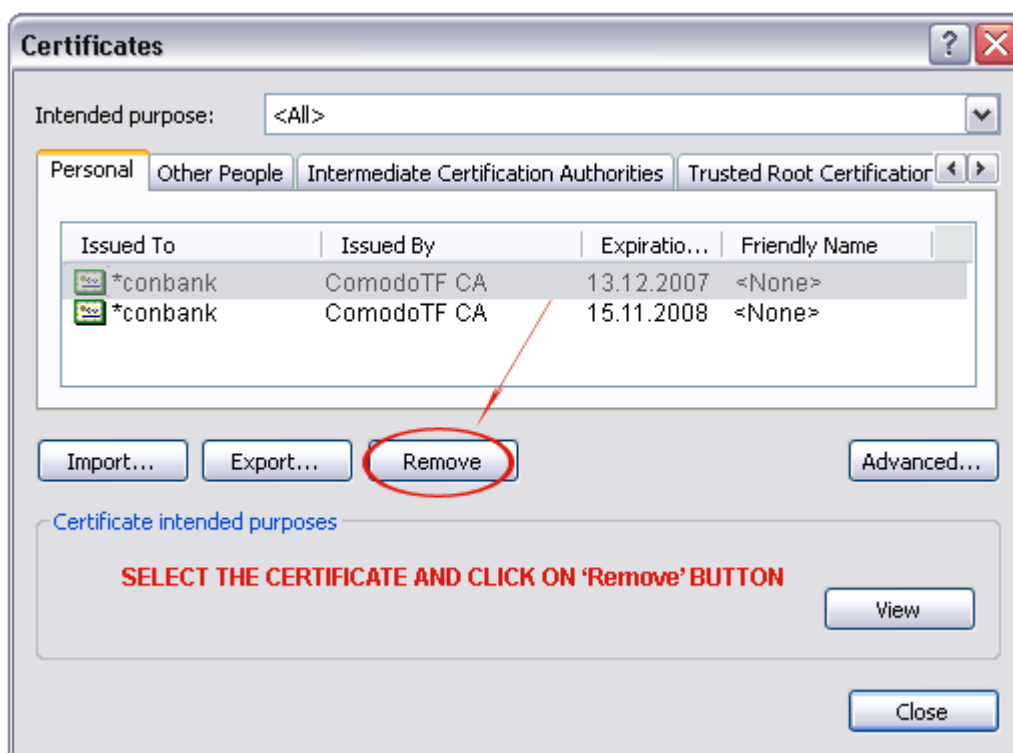 Certificates
Intended purpose: <All>
Personal Other People Intermediate Certification Authorities Trusted Root Certification
Issued To Issued By Expiratio... Friendly Name
*conbank ComodoTF CA 13.12.2007 <None>
*conbank ComodoTF CA 15.11.2008 <None>
Import... Export... Remove Advanced...
Certificate intended purposes
SELECT THE CERTIFICATE AND CLICK ON ‘Remove’ BUTTON
View
Close